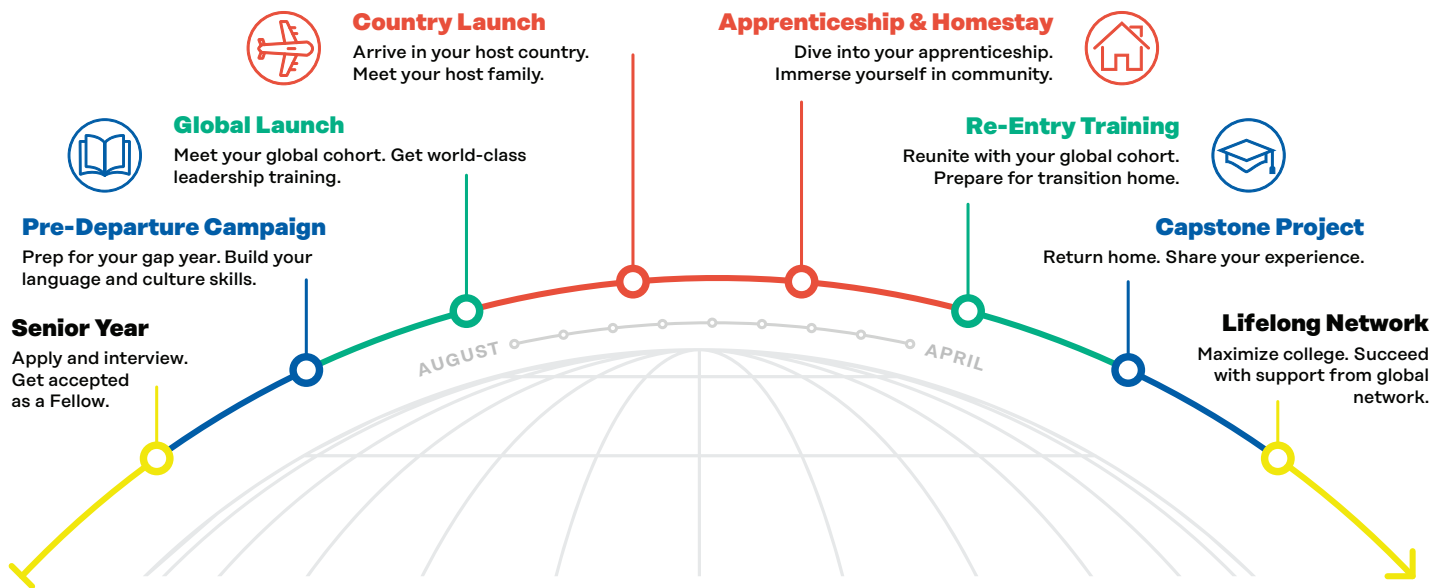 Senior Year
Apply and interview.
Get accepted
as a Fellow.
Pre-Departure Campaign
Prep for your gap year. Build your
language and culture skills.
Global Launch
Meet your global cohort. Get world-class
leadership training.
Country Launch
Arrive in your host country.
Meet your host family.
Apprenticeship & Homestay
Dive into your apprenticeship.
Immerse yourself in community.
Re-Entry Training
Reunite with your global cohort.
Prepare for transition home.
Capstone Project
Return home. Share your experience.
Lifelong Network
Maximize college. Succeed
with support from global
network.
AUGUST
APRIL